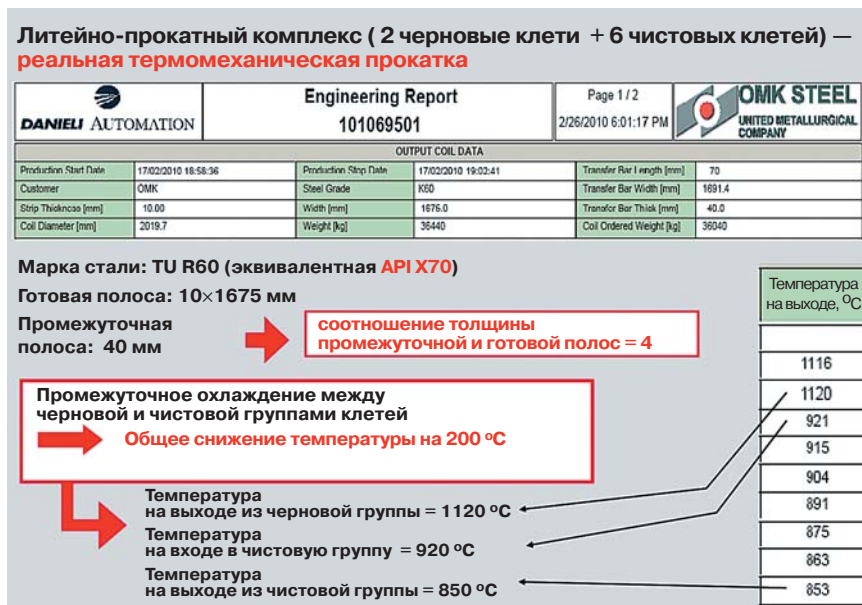 Литейно-прокатный комплекс ( 2 черновые клети + 6 чистовых клетей) —
реальная термомеханическая прокатка
DANIELI AUTOMATION
Engineering Report
101069501
Page 1 / 2
2/26/2010 6:01:17 PM
OMK STEEL
UNITED METALLURGICAL
COMPANY
OUTPUT COIL DATA
Production Start Date 17/02/2010 18:58:36 Production Stop Date 17/02/2010 19:02:41 Transfer Bar Length [mm] 70
Customer OMK Steel Grade K60 Transfer Bar Width [mm] 1691.4
Strip Thickness [mm] 10.00 Width [mm] 1676.0 Transfer Bar Thick [mm] 40.0
Coil Diameter [mm] 2019.7 Weight [kg] 36440 Coil Ordered Weight [kg] 36040
Марка стали: TU R60 (эквивалентная API X70)
Готовая полоса: 10×1675 мм
Промежуточная
полоса: 40 мм
соотношение толщины
промежуточной и готовой полос = 4
Промежуточное охлаждение между
черновой и чистовой группами клетей
Общее снижение температуры на 200 ºC
Температура
на выходе из черновой группы = 1120 ºC
Температура
на входе в чистовую группу = 920 ºC
Температура
на выходе из чистовой группы = 850 ºC
Температура
на выходе, ºC
1116
1120
921
915
904
891
875
863
853